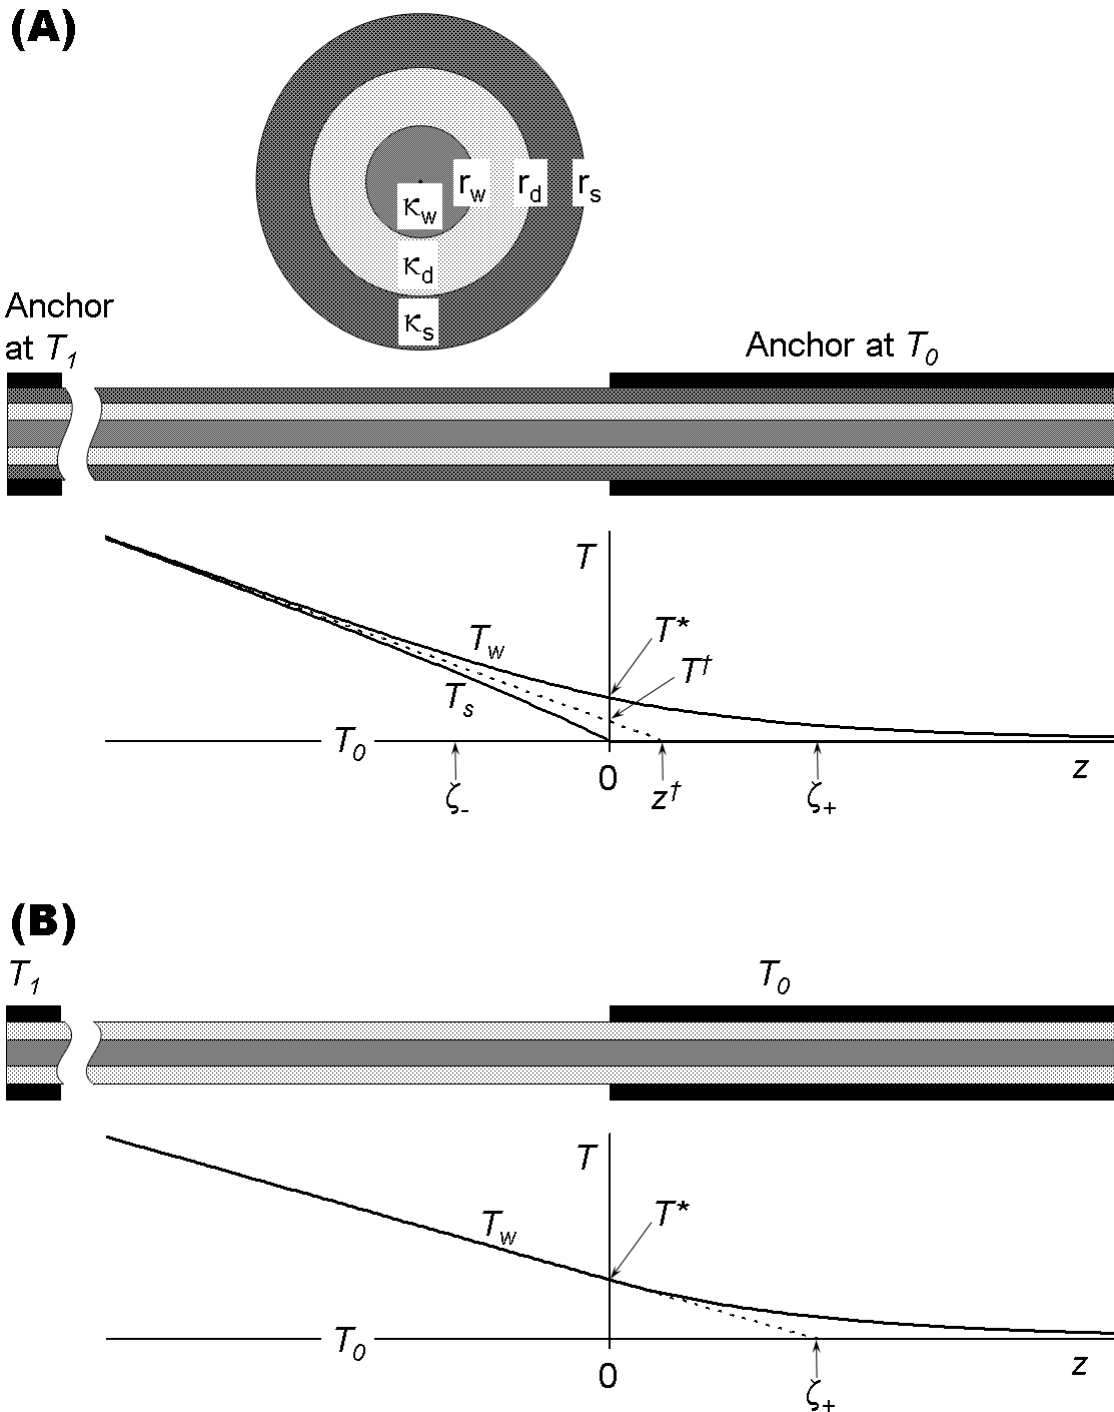 (A)
κw rw rd rs
κd
κs
Anchor
at T1
Anchor at T0
T
T*
Tw
T†
Ts
T0
0
z
ζ- z† ζ+
(B)
T1 T0
T
T*
Tw
T0
0
z
ζ+